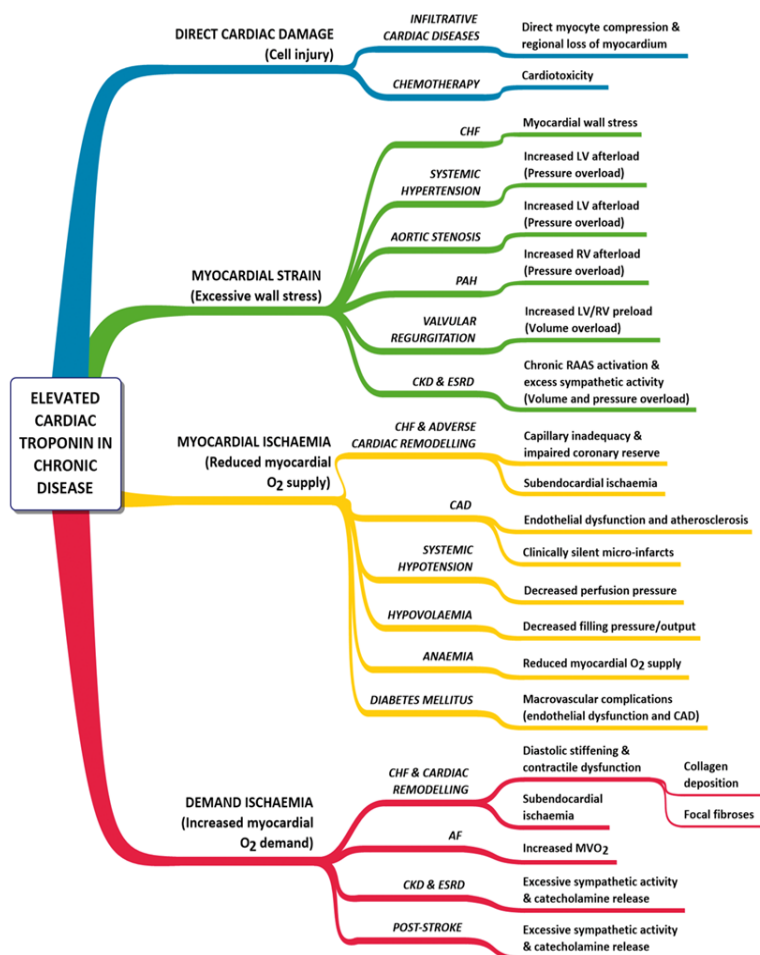 DIRECT CARDIAC DAMAGE
(Cell injury)
INFILTRATIVE
CARDIAC DISEASES
Direct myocyte compression &
regional loss of myocardium
CHEMOTHERAPY
Cardiotoxicity
MYOCARDIAL STRAIN
(Excessive wall stress)
CHF
Myocardial wall stress
SYSTEMIC
HYPERTENSION
Increased LV afterload
(Pressure overload)
AORTIC STENOSIS
Increased LV afterload
(Pressure overload)
PAH
Increased RV afterload
(Pressure overload)
VALVULAR
REGURGITATION
Increased LV/RV preload
(Volume overload)
CKD & ESRD
Chronic RAAS activation &
excess sympathetic activity
(Volume and pressure overload)
ELEVATED
CARDIAC
TROPONIN IN
CHRONIC
DISEASE
MYOCARDIAL ISCHAEMIA
(Reduced myocardial
O2 supply)
CHF & ADVERSE
CARDIAC REMODELLING
Capillary inadequacy &
impaired coronary reserve
Subendocardial ischaemia
CAD
Endothelial dysfunction and atherosclerosis
Clinically silent micro-infarcts
SYSTEMIC
HYPOTENSION
Decreased perfusion pressure
HYPOVOLAEMIA
Decreased filling pressure/output
ANAEMIA
Reduced myocardial O2 supply
DIABETES MELLITUS
Macrovascular complications
(endothelial dysfunction and CAD)
DEMAND ISCHAEMIA
(Increased myocardial
O2 demand)
CHF & CARDIAC
REMODELLING
Diastolic stiffening &
contractile dysfunction
Collagen
deposition
Focal fibroses
Subendocardial
ischaemia
AF
Increased MVO2
CKD & ESRD
Excessive sympathetic activity
& catecholamine release
POST-STROKE
Excessive sympathetic activity
& catecholamine release